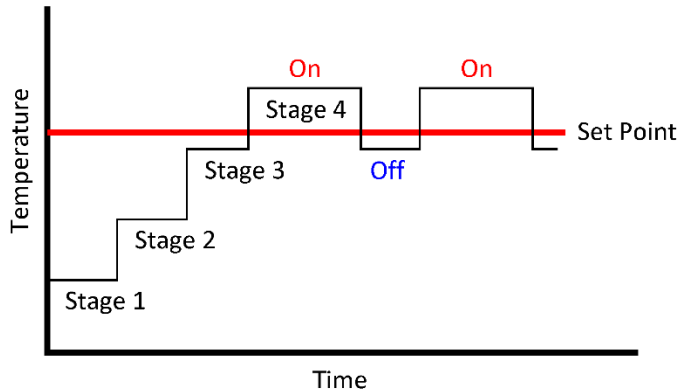 On
On
Stage 4
Set Point
Stage 3
Off
Stage 2
Stage 1
Temperature
Time